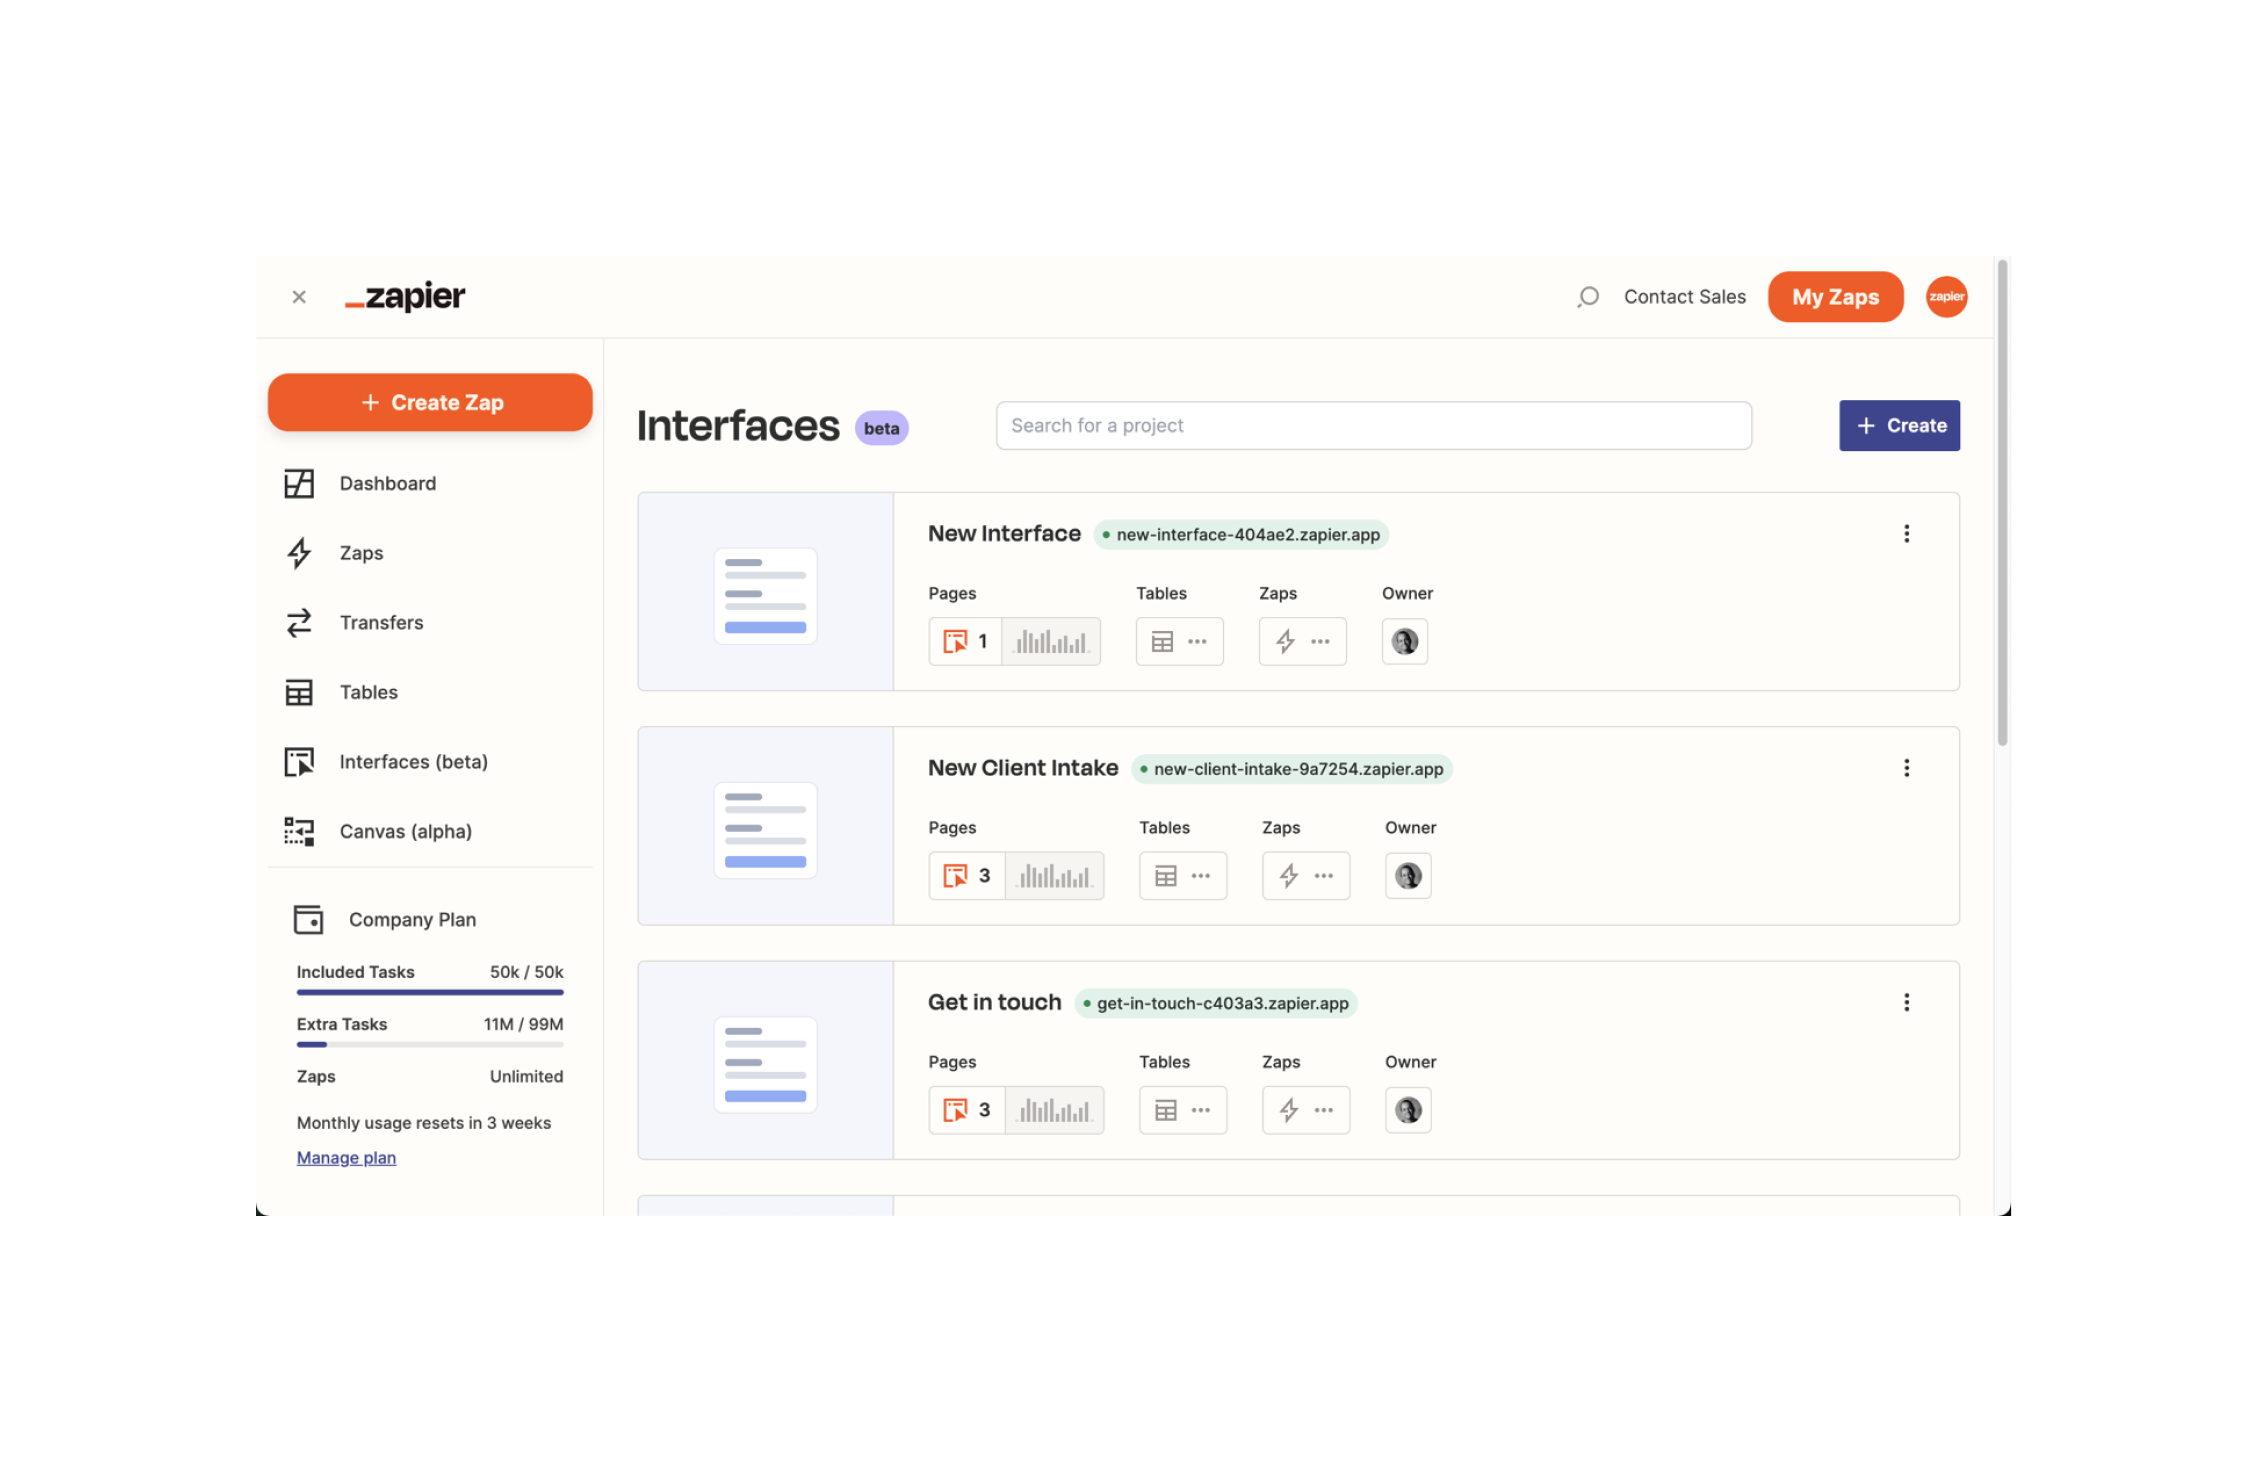 zapier
Contact Sales
My Zaps
zapier
+ Create Zap
Dashboard
Zaps
Transfers
Tables
Interfaces (beta)
Canvas (alpha)
Company Plan
Included Tasks 50k / 50k
Extra Tasks 11M / 99M
Zaps Unlimited
Monthly usage resets in 3 weeks
Manage plan
Interfaces beta
Search for a project
+ Create
New Interface new-interface-404ae2.zapier.app
Pages Tables Zaps Owner
1
New Client Intake new-client-intake-9a7254.zapier.app
Pages Tables Zaps Owner
3
Get in touch get-in-touch-c403a3.zapier.app
Pages Tables Zaps Owner
3